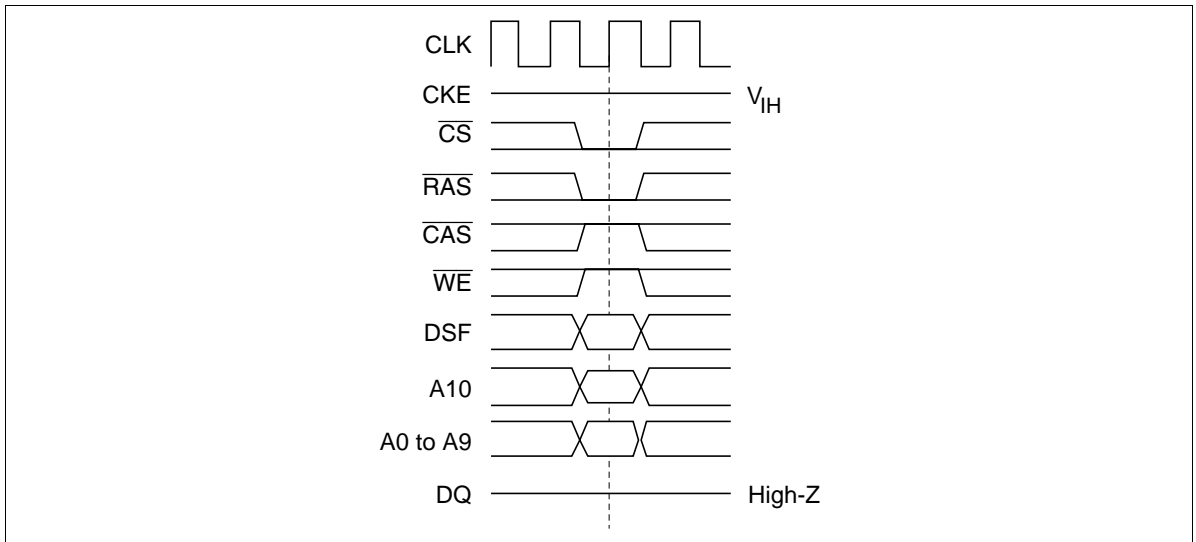 CLK
CKE VIH
CS
RAS
CAS
WE
DSF
A10
A0 to A9
DQ High-Z